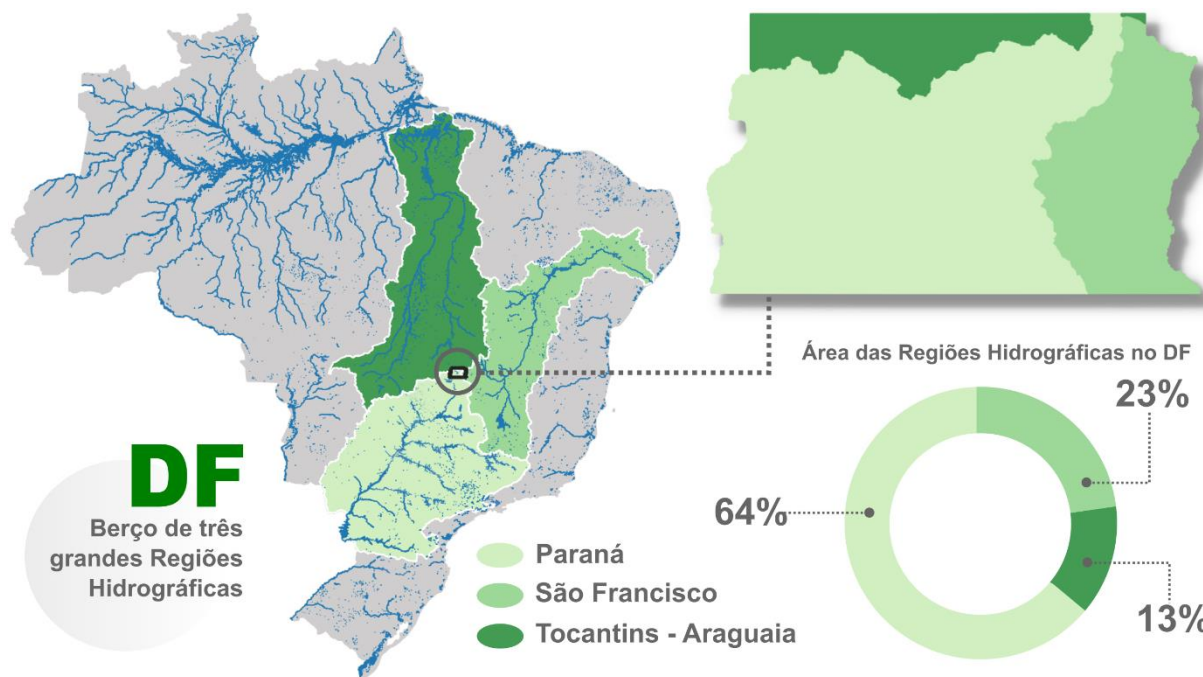 DF
Berço de três
grandes Regiões
Hidrográficas
Paraná
São Francisco
Tocantins - Araguaia
Área das Regiões Hidrográficas no DF
23%
64%
13%